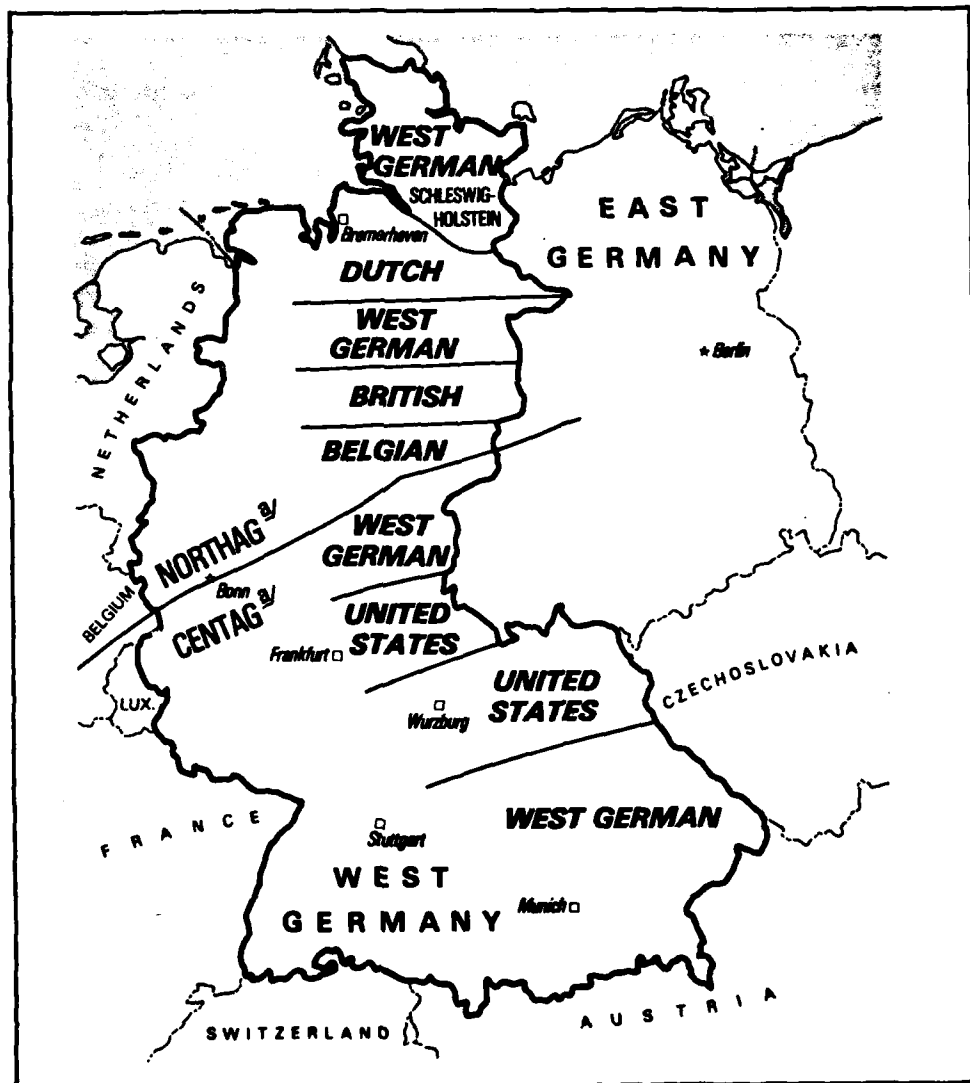 WEST
GERMAN
SCHLESWIG-
HOLSTEIN
EAST
GERMANY
Bremerhaven
DUTCH
NETHERLANDS
WEST
GERMAN
* Berlin
BRITISH
BELGIAN
NORTHAG a/
WEST
GERMAN
BELGIUM
Bonn
CENTAG a/
UNITED
STATES
Frankfurt
CZECHOSLOVAKIA
UNITED
STATES
LUX.
Wurzburg
FRANCE
WEST GERMAN
Stuttgart
WEST
GERMANY
Munich
AUSTRIA
SWITZERLAND